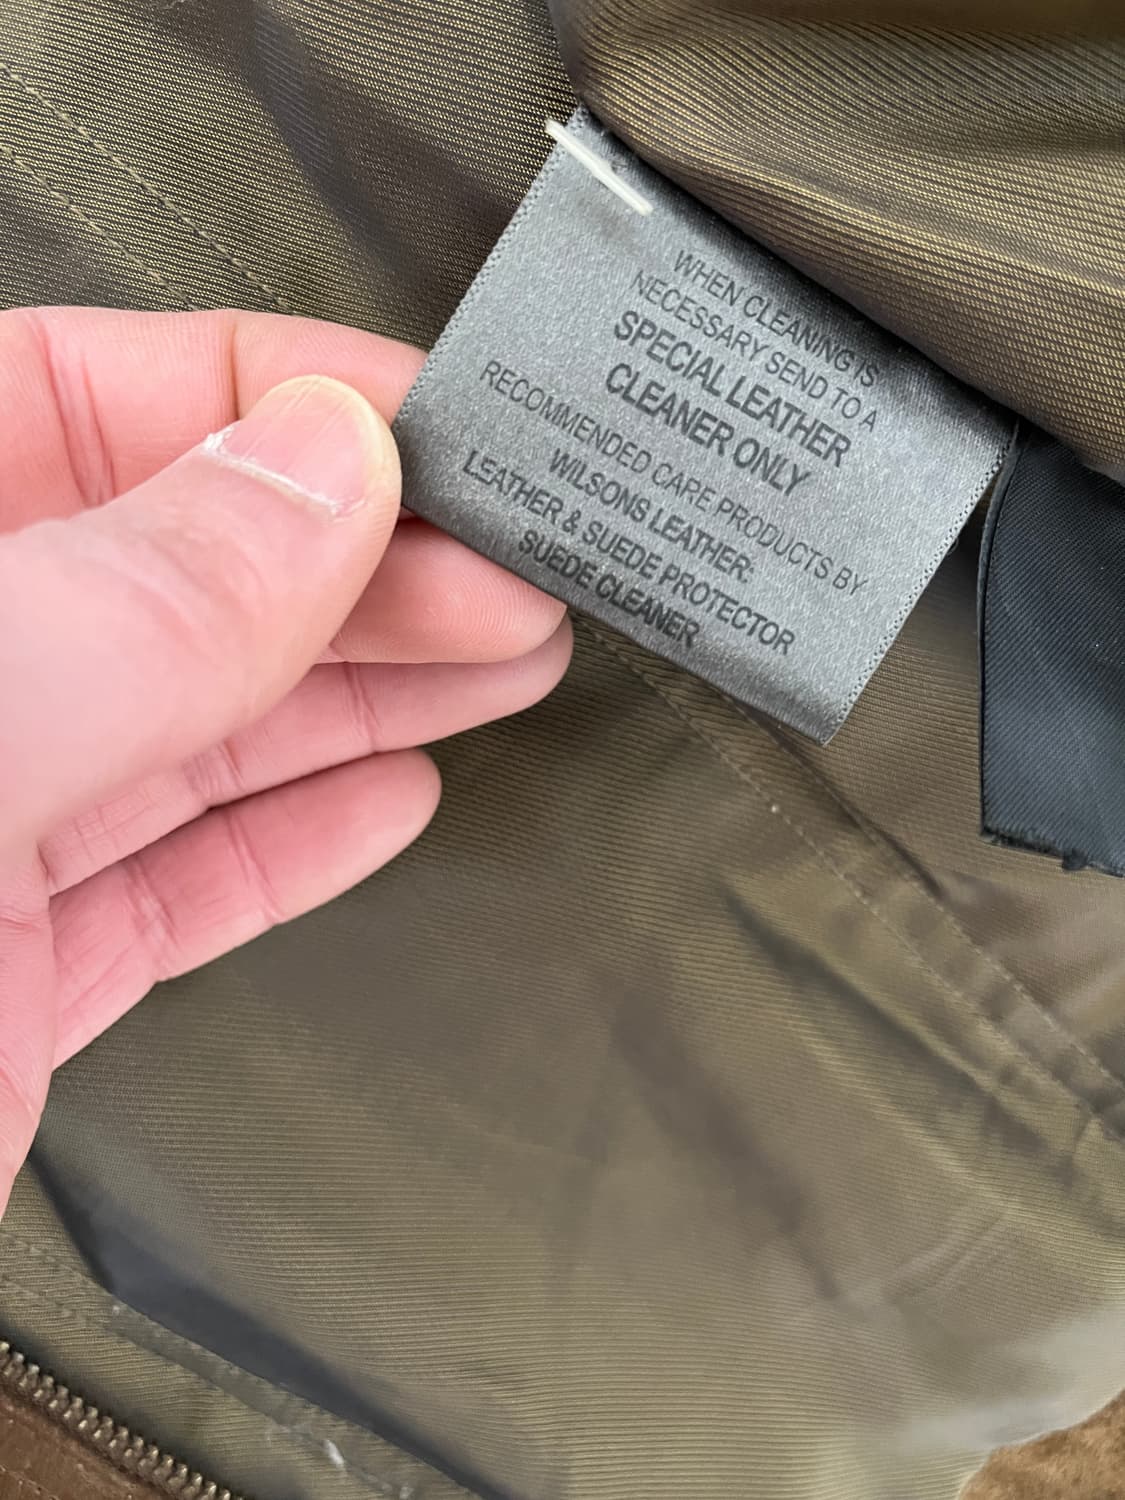 WHEN CLEANING IS
NECESSARY SEND TO A
SPECIAL LEATHER
CLEANER ONLY
RECOMMENDED CARE PRODUCTS BY
WILSONS LEATHER:
LEATHER & SUEDE PROTECTOR
SUEDE CLEANER